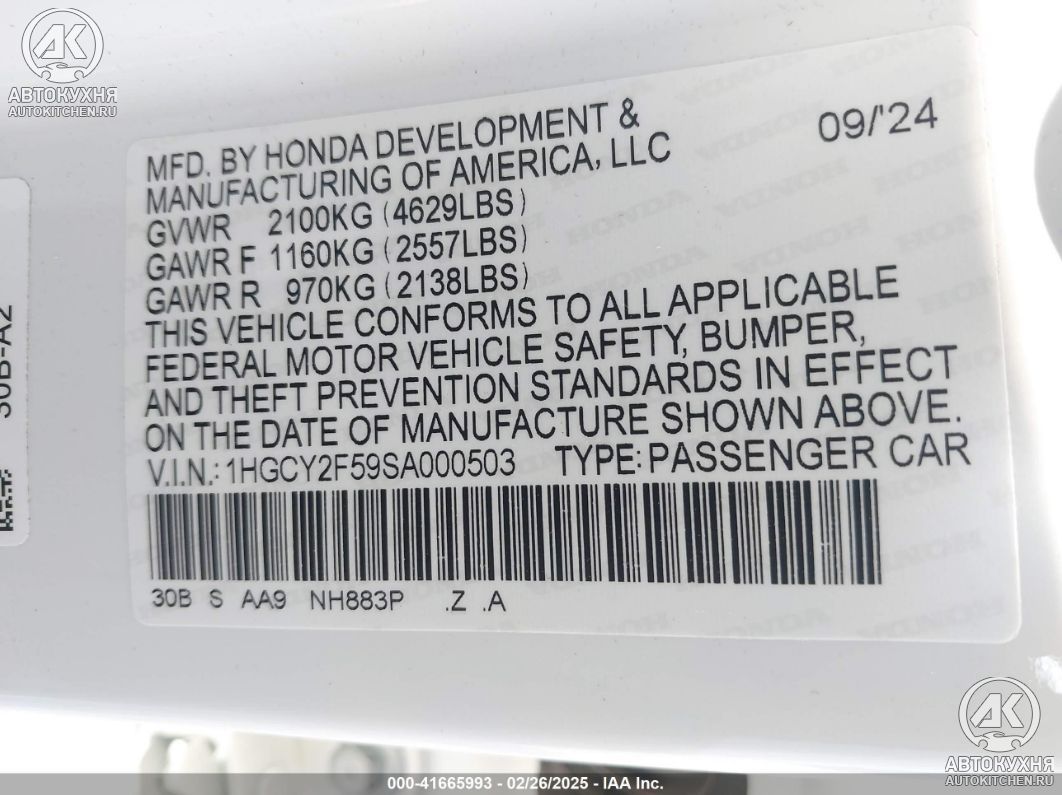 AK
АВТОКУХНЯ
AUTOKITCHEN.RU
09/'24
MFD. BY HONDA DEVELOPMENT &
MANUFACTURING OF AMERICA, LLC
GVWR 2100KG (4629LBS)
GAWR F 1160KG (2557LBS)
GAWR R 970KG (2138LBS)
THIS VEHICLE CONFORMS TO ALL APPLICABLE
FEDERAL MOTOR VEHICLE SAFETY, BUMPER,
AND THEFT PREVENTION STANDARDS IN EFFECT
ON THE DATE OF MANUFACTURE SHOWN ABOVE.
V.I.N.: 1HGCY2F59SA000503 TYPE: PASSENGER CAR
30B S AA9 NH883P .Z .A
30B-A2
AK
АВТОКУХНЯ
AUTOKITCHEN.RU
000-41665993 - 02/26/2025 - IAA Inc.